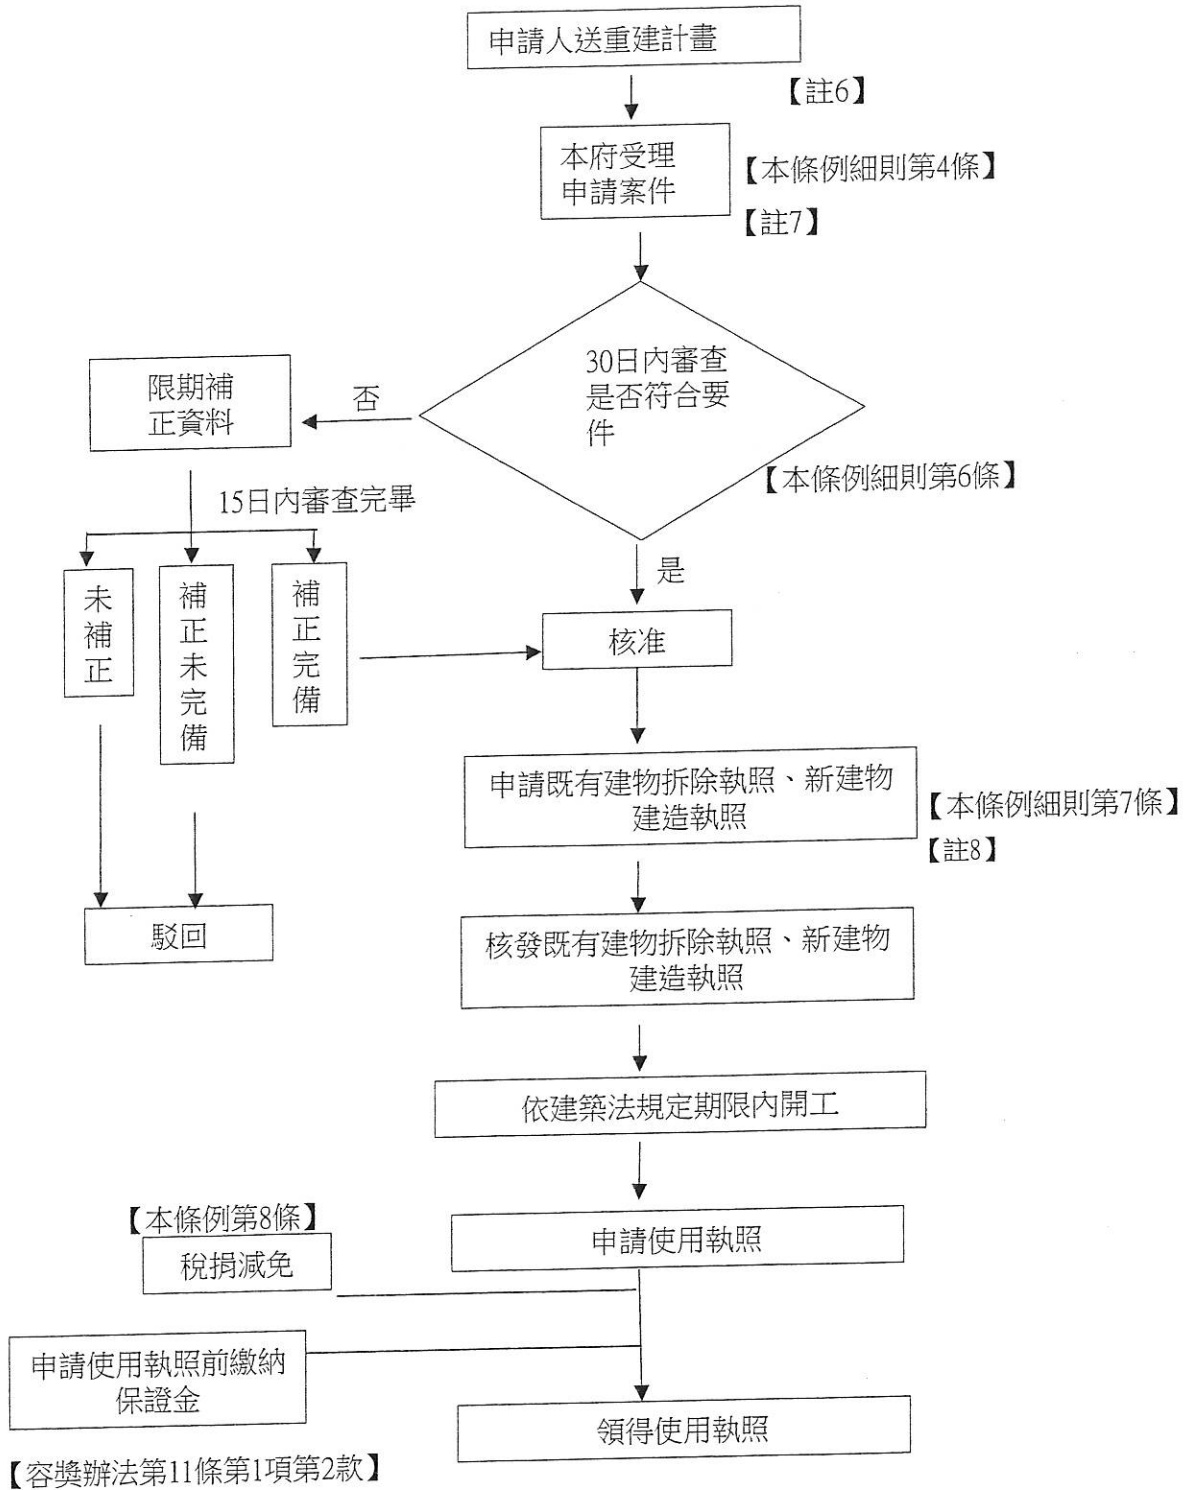 申請人送重建計畫
【註6】
本府受理
申請案件
【本條例細則第4條】
【註7】
30日內審查
是否符合要
件
【本條例細則第6條】
否
限期補
正資料
15日內審查完畢
未補正
補正未完備
補正完備
是
核准
申請既有建物拆除執照、新建物
建造執照
【本條例細則第7條】
【註8】
駁回
核發既有建物拆除執照、新建物
建造執照
依建築法規定期限內開工
申請使用執照
【本條例第8條】
稅捐減免
申請使用執照前繳納
保證金
【容獎辦法第11條第1項第2款】
領得使用執照